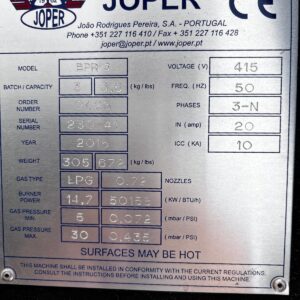 JOPER
JOPER
CE
João Rodrigues Pereira, S.A. - PORTUGAL
Phone +351 227 116 410 / Fax +351 227 116 428
joper@joper.pt / www.joper.pt
MODEL
VOLTAGE (V) 415
BATCH / CAPACITY (kg / lbs)
FREQ. (HZ) 50
ORDER NUMBER
PHASES 3-N
SERIAL NUMBER
IN (amp) 20
YEAR
ICC (KA) 10
WEIGHT 305 672 (kg / lbs)
GAS TYPE LPG NOZZLES
BURNER POWER 14.7 (KW / BTU/h)
GAS PRESSURE MIN. 5 0.072 (mbar / PSI)
GAS PRESSURE MAX. 30 0.435 (mbar / PSI)
SURFACES MAY BE HOT
THIS MACHINE SHALL BE INSTALLED IN CONFORMITY WITH THE CURRENT REGULATIONS.
CONSULT THE INSTRUCTIONS BEFORE INSTALLING AND USING THIS MACHINE